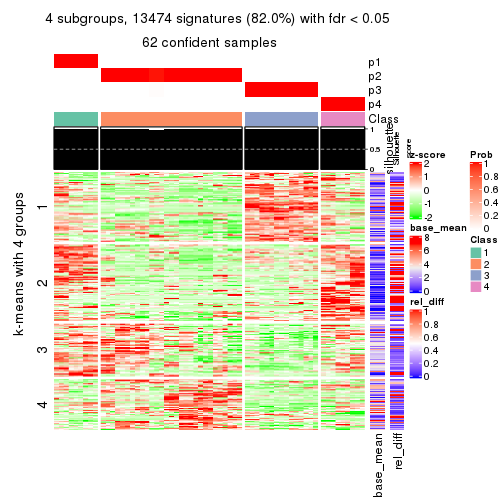 4 subgroups, 13474 signatures (82.0%) with fdr < 0.05
62 confident samples
p1
p2
p3
p4
Class
1
0.5
0
silhouette
Silhouette
score
k-means with 4 groups
1
2
3
4
base_mean
rel_diff
z-score
2
1
0
-1
-2
base_mean
8
6
4
2
0
rel_diff
1
0.8
0.6
0.4
0.2
0
Prob
1
0.8
0.6
0.4
0.2
0
Class
1
2
3
4